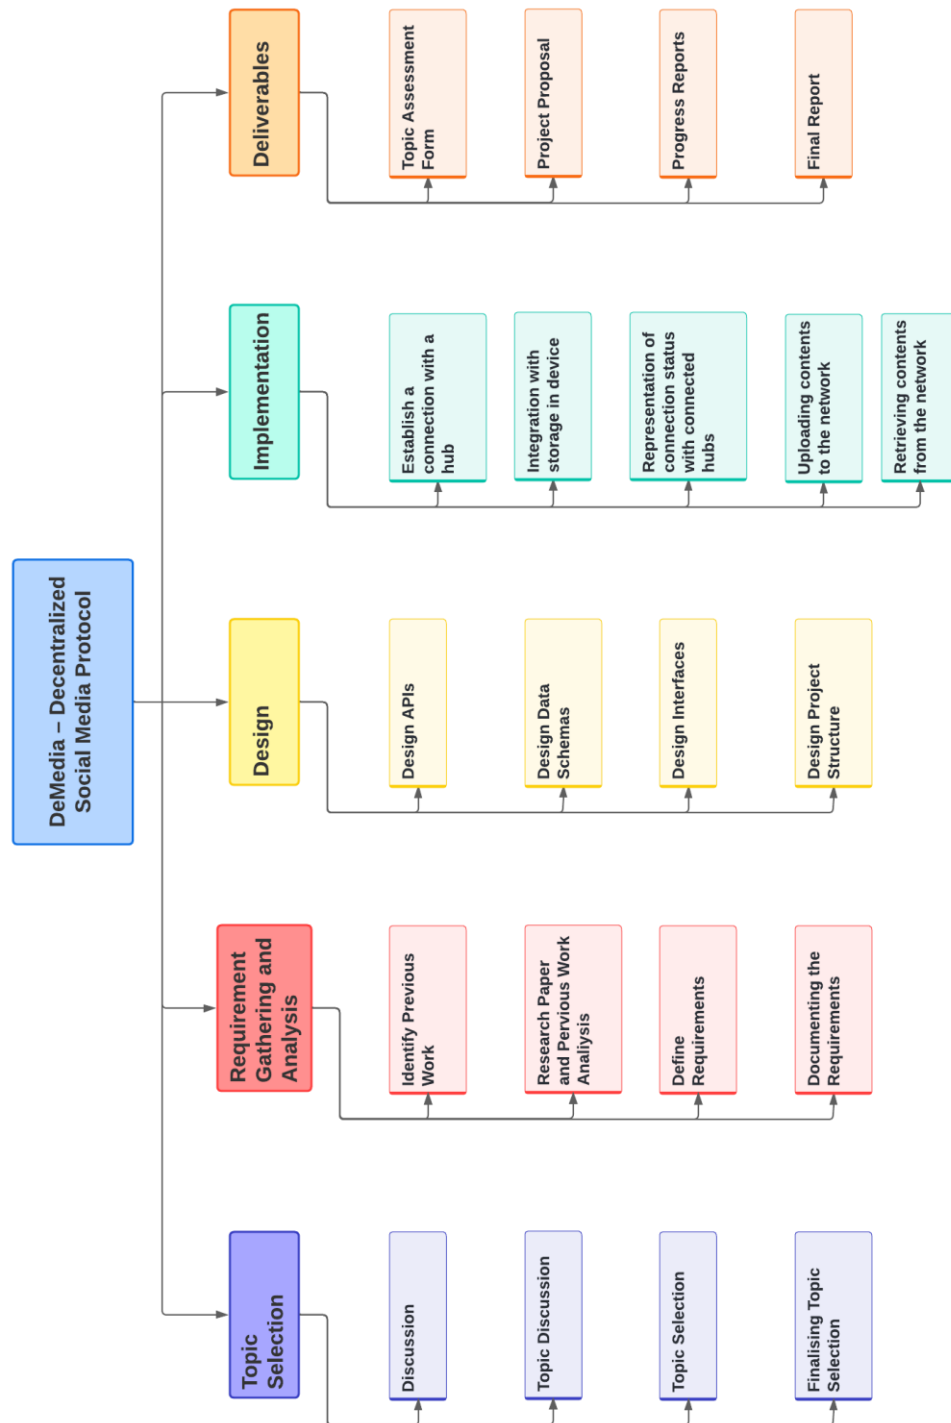 DeMedia – Decentralized
Social Media Protocol
Topic
Selection
Discussion
Topic Discussion
Topic Selection
Finalising Topic
Selection
Requirement
Gathering and
Analysis
Identify Previous
Work
Research Paper
and Pervious Work
Analiysis
Define
Requirements
Documenting the
Requirements
Design
Design APIs
Design Data
Schemas
Design Interfaces
Design Project
Structure
Implementation
Establish a
connection with a
hub
Integration with
storage in device
Representation of
connection status
with connected
hubs
Uploading contents
to the network
Retrieving contents
from the network
Deliverables
Topic Assessment
Form
Project Proposal
Progress Reports
Final Report